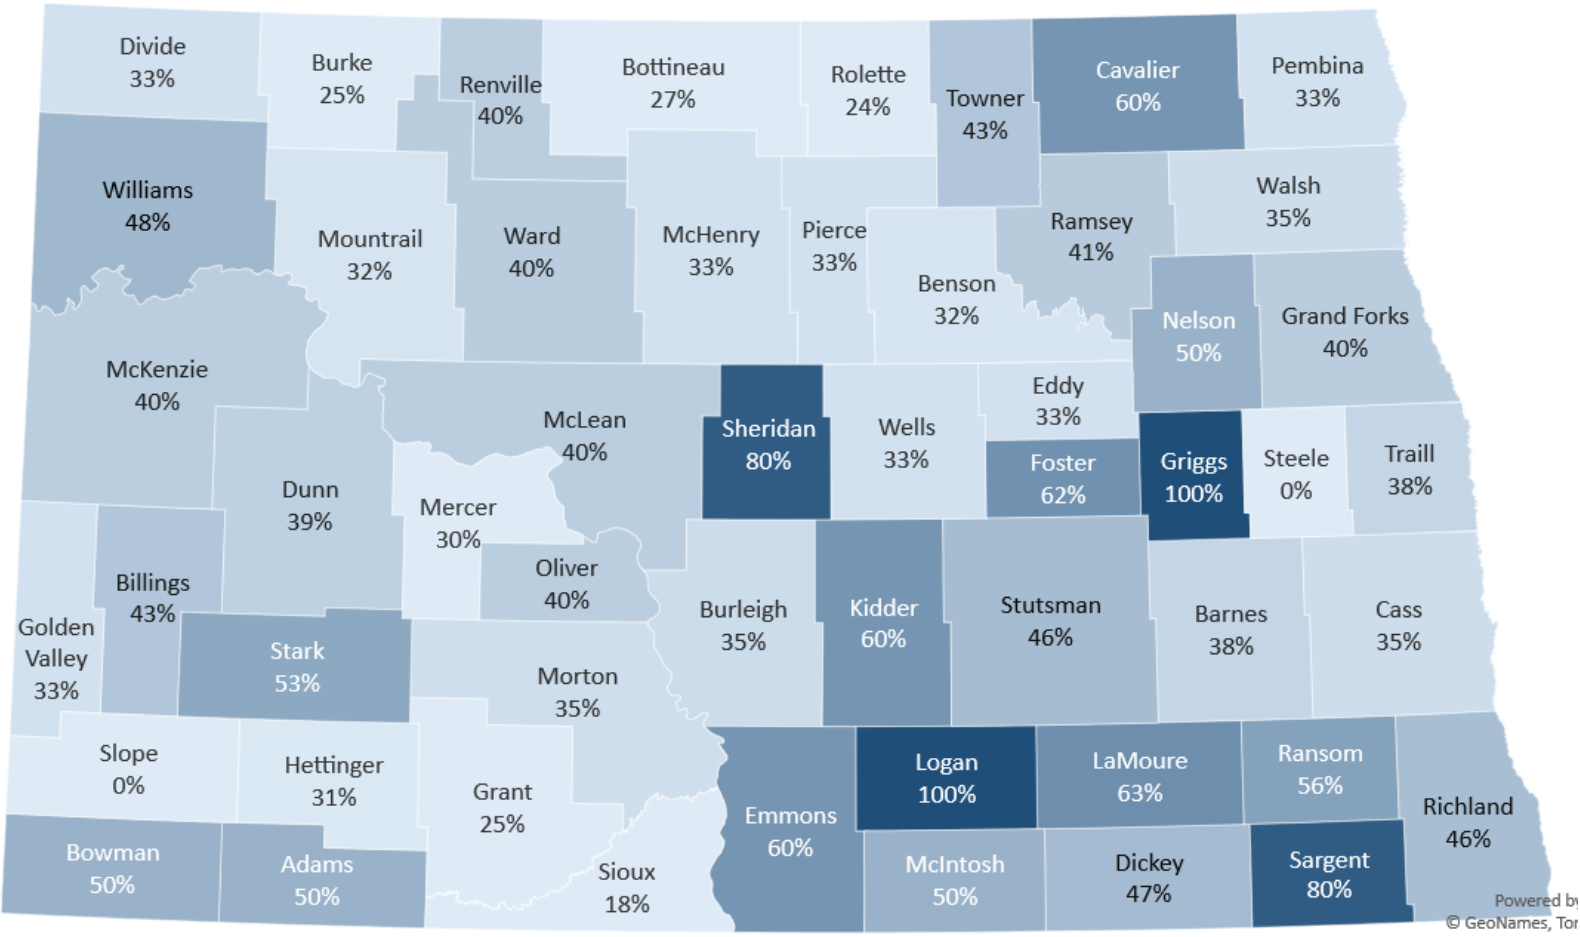 Divide
33%
Burke
25%
Renville
40%
Bottineau
27%
Rolette
24%
Towner
43%
Cavalier
60%
Pembina
33%
Williams
48%
Mountrail
32%
Ward
40%
McHenry
33%
Pierce
33%
Benson
32%
Ramsey
41%
Walsh
35%
Nelson
50%
Grand Forks
40%
McKenzie
40%
Dunn
39%
McLean
40%
Mercer
30%
Oliver
40%
Sheridan
80%
Wells
33%
Eddy
33%
Foster
62%
Griggs
100%
Steele
0%
Traill
38%
Golden
Valley
33%
Billings
43%
Stark
53%
Morton
35%
Burleigh
35%
Kidder
60%
Stutsman
46%
Barnes
38%
Cass
35%
Slope
0%
Hettinger
31%
Grant
25%
Sioux
18%
Emmons
60%
Logan
100%
LaMoure
63%
Ransom
56%
Richland
46%
Bowman
50%
Adams
50%
McIntosh
50%
Dickey
47%
Sargent
80%
Powered by
© GeoNames, Tom